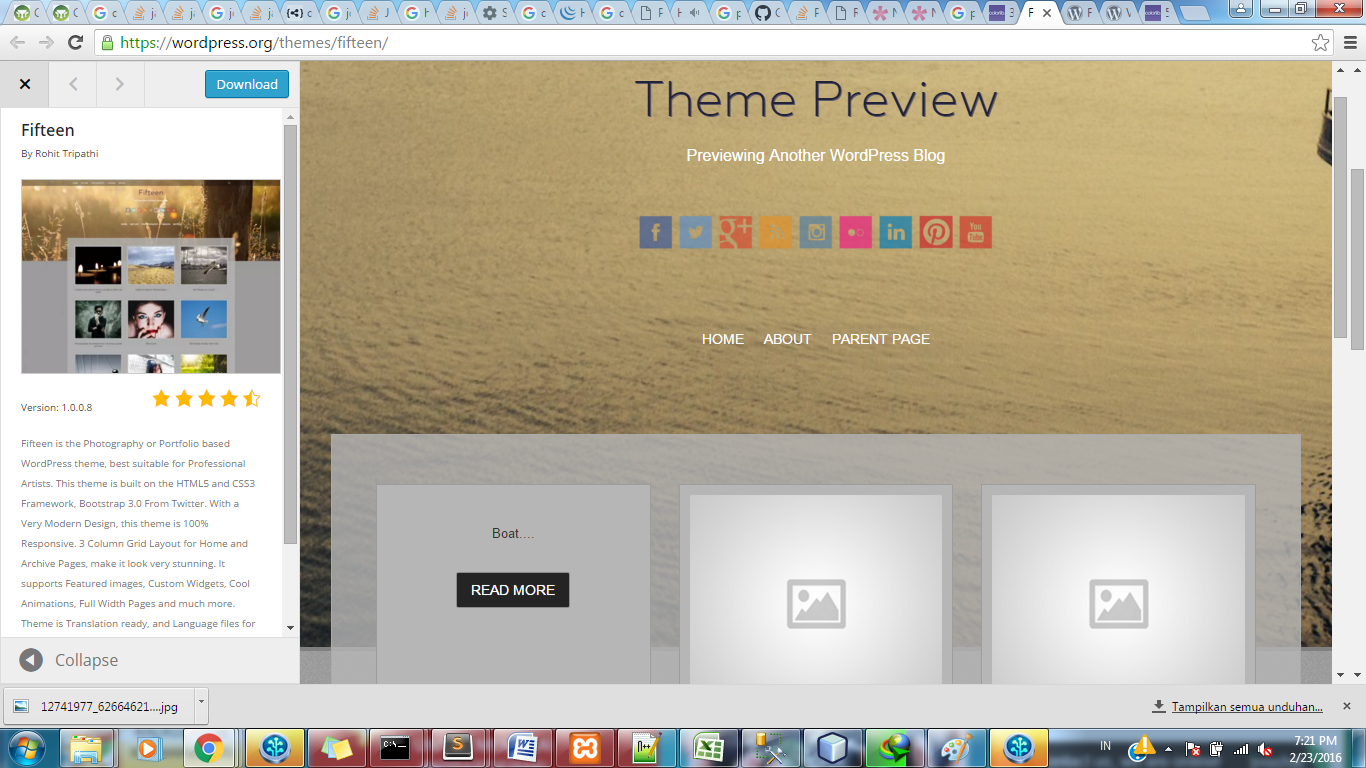 https://wordpress.org/themes/fifteen/
Download
Fifteen
By Rohit Tripathi
Version: 1.0.0.8
Fifteen is the Photography or Portfolio based
WordPress theme, best suitable for Professional
Artists. This theme is built on the HTML5 and CSS3
Framework, Bootstrap 3.0 From Twitter. With a
Very Modern Design, this theme is 100%
Responsive. 3 Column Grid Layout for Home and
Archive Pages, make it look very stunning. It
supports Featured images, Custom Widgets, Cool
Animations, Full Width Pages and much more.
Theme is Translation ready, and Language files for
Collapse
Theme Preview
Previewing Another WordPress Blog
HOME ABOUT PARENT PAGE
Boat....
READ MORE
12741977_62664621....jpg
Tampilkan semua unduhan...
IN
7:21 PM
2/23/2016